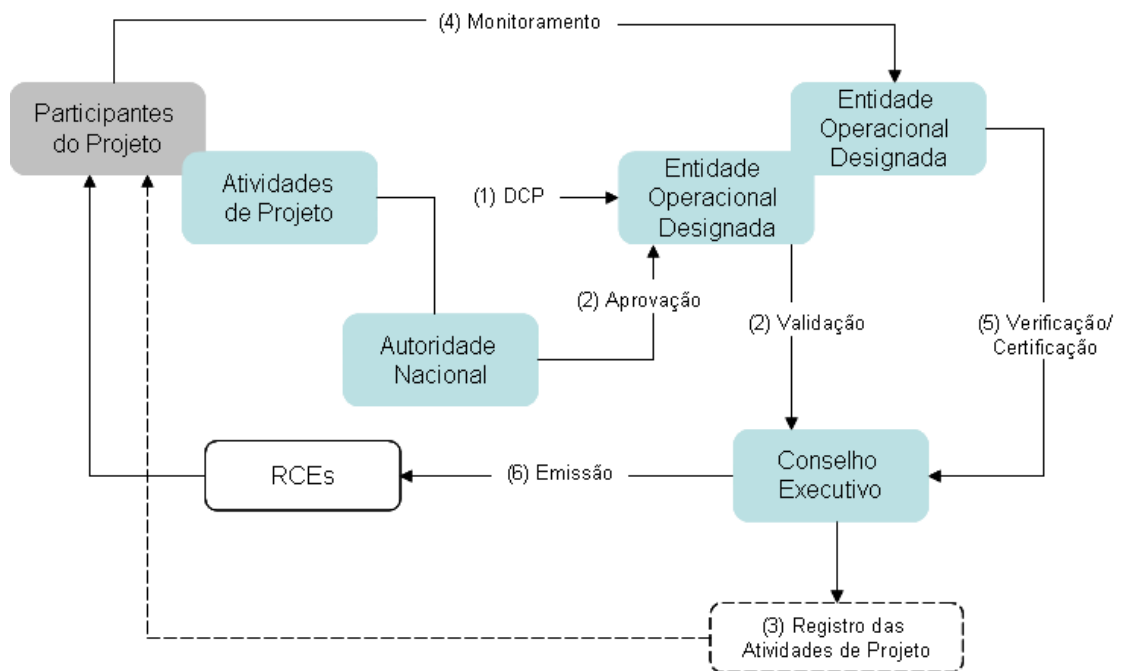 (4) Monitoramento
Participantes
do Projeto
Entidade
Operacional
Designada
Atividades
de Projeto
(1) DCP
Entidade
Operacional
Designada
(2) Aprovação
(2) Validação
(5) Verificação/
Certificação
Autoridade
Nacional
RCEs
(6) Emissão
Conselho
Executivo
(3) Registro das
Atividades de Projeto